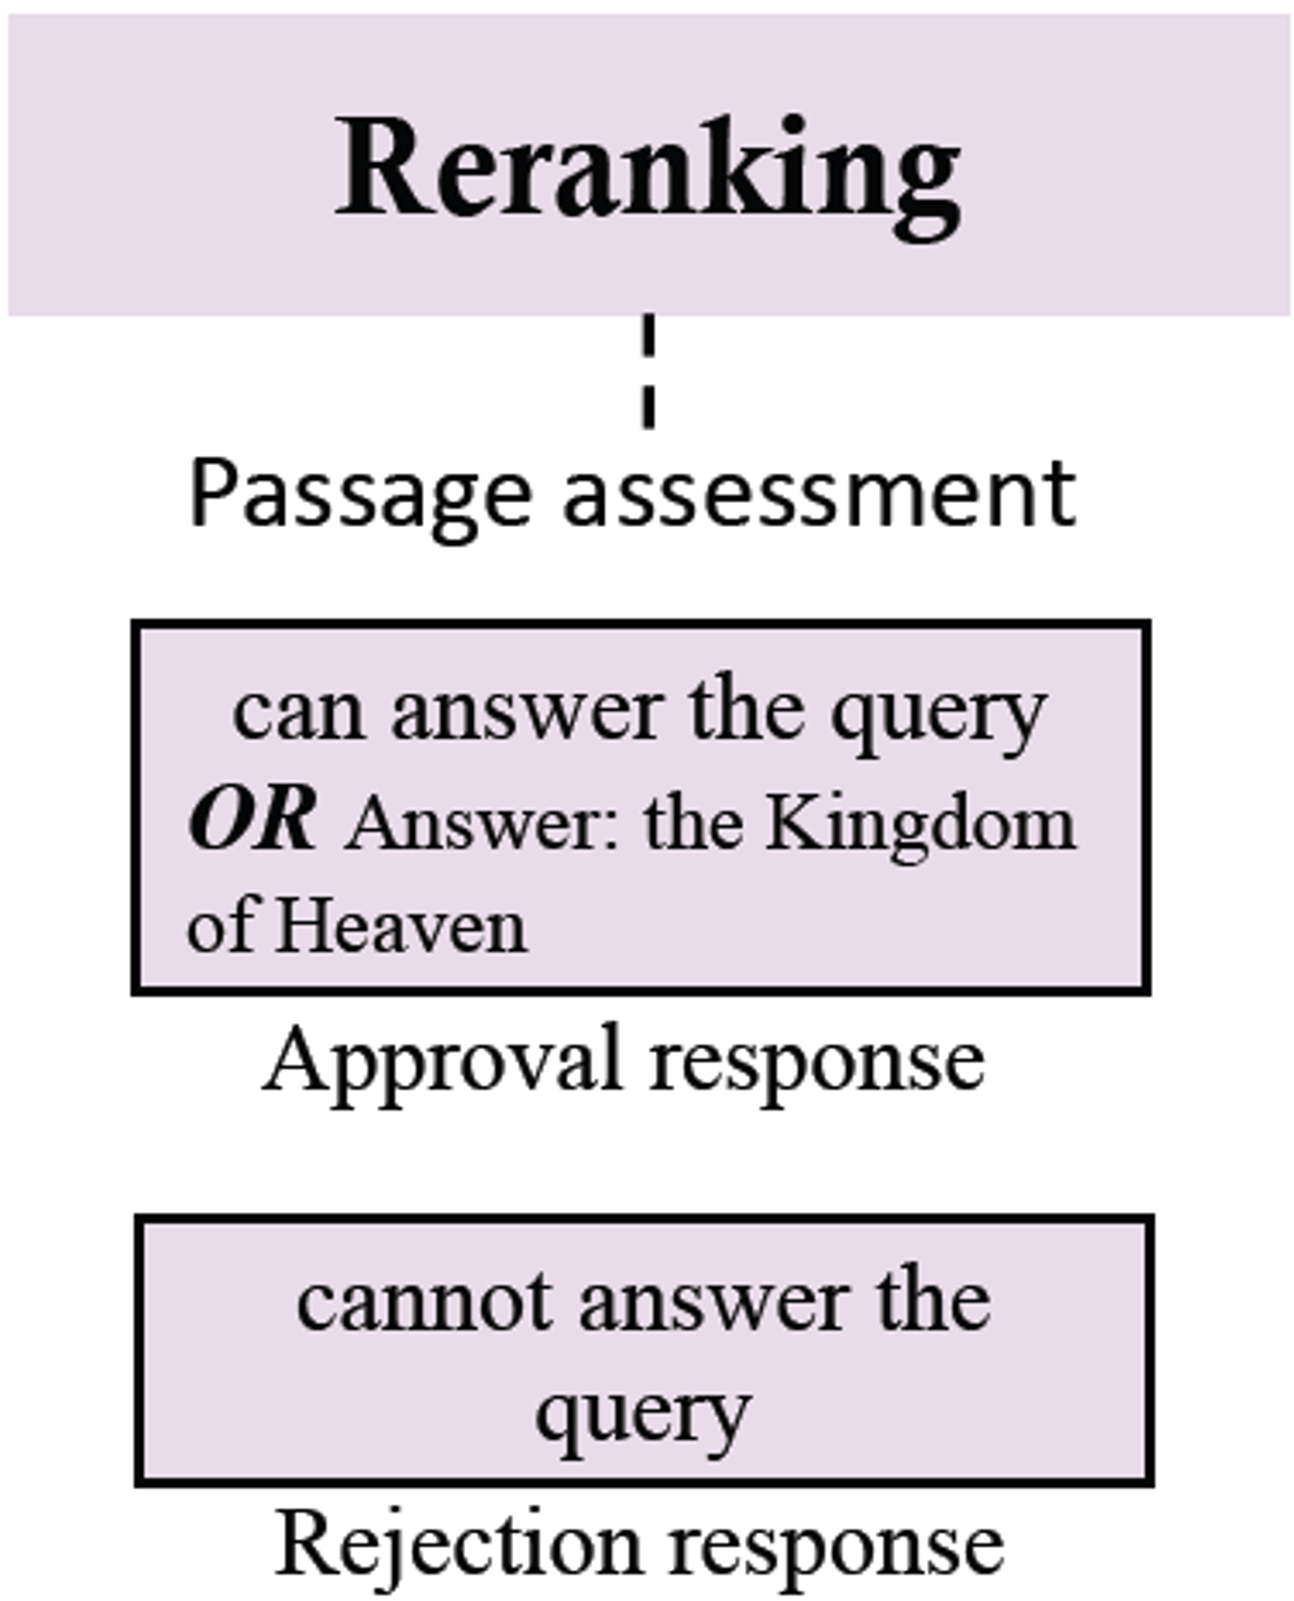 Reranking
Passage assessment
can answer the query
OR Answer: the Kingdom
of Heaven
Approval response
cannot answer the
query
Rejection response